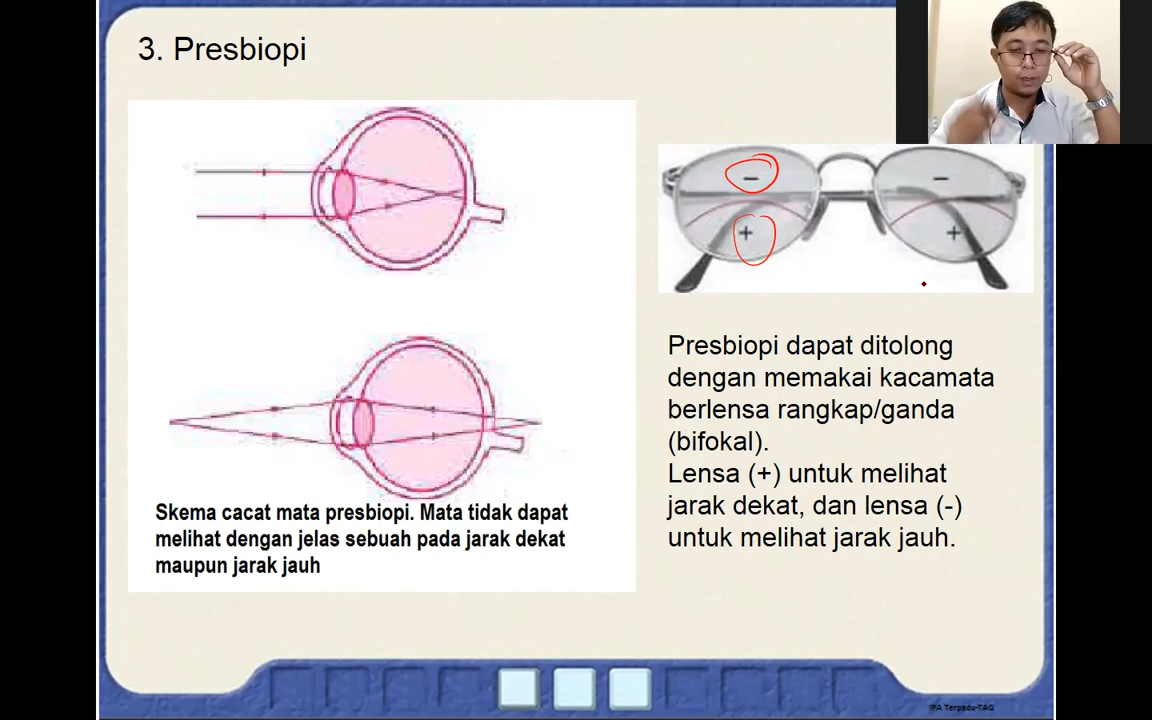 3. Presbiopi
−
−
+
+
Presbiopi dapat ditolong
dengan memakai kacamata
berlensa rangkap/ganda
(bifokal).
Lensa (+) untuk melihat
jarak dekat, dan lensa (-)
untuk melihat jarak jauh.
Skema cacat mata presbiopi. Mata tidak dapat
melihat dengan jelas sebuah pada jarak dekat
maupun jarak jauh
IPA Terpadu-TAG